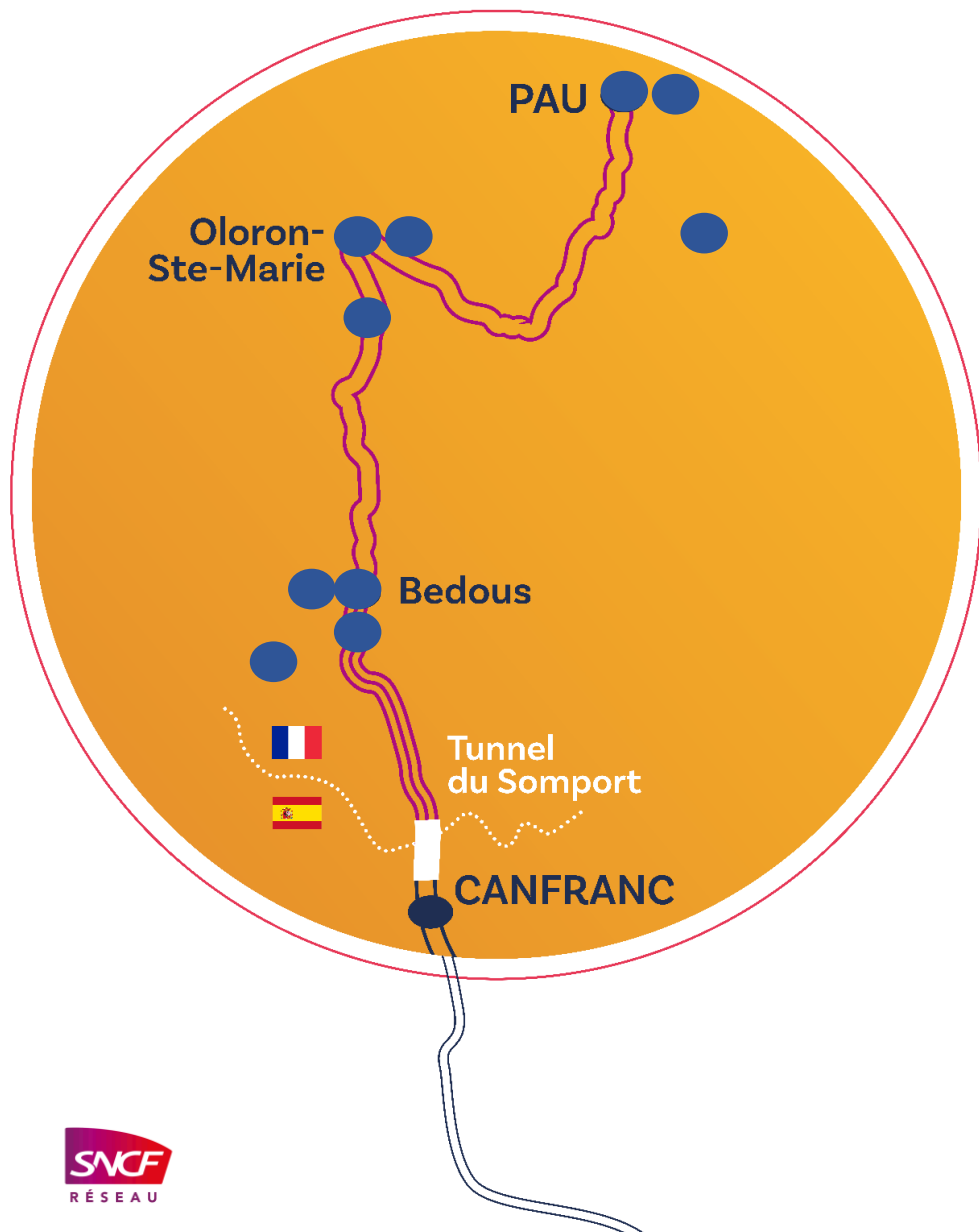 PAU
Oloron-
Ste-Marie
Bedous
Tunnel
du Somport
CANFRANC
SNCF
RÉSEAU